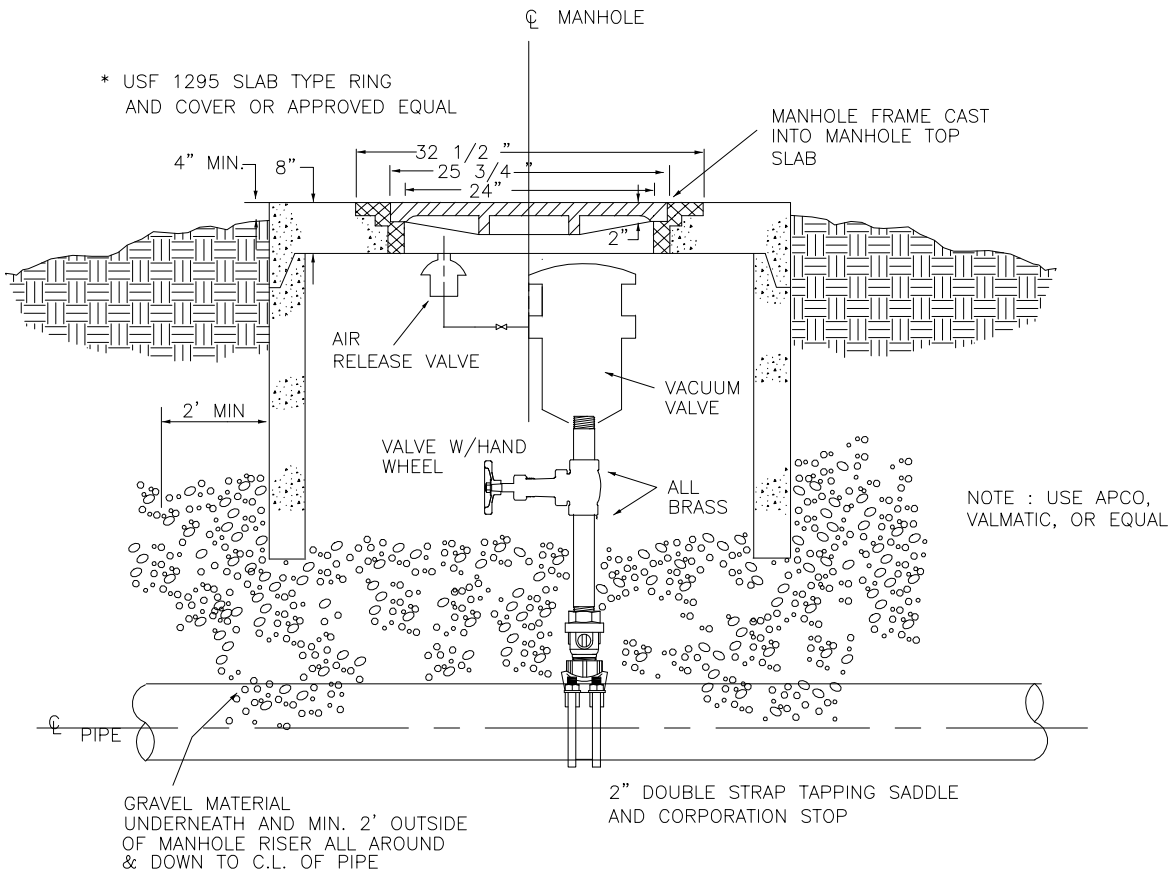 ℄ MANHOLE
* USF 1295 SLAB TYPE RING
AND COVER OR APPROVED EQUAL
MANHOLE FRAME CAST
INTO MANHOLE TOP
SLAB
32 1/2 "
4" MIN.
8"
25 3/4"
24"
2"
AIR
RELEASE VALVE
VACUUM
VALVE
2' MIN
VALVE W/HAND
WHEEL
ALL
BRASS
NOTE : USE APCO,
VALMATIC, OR EQUAL
℄ PIPE
2" DOUBLE STRAP TAPPING SADDLE
AND CORPORATION STOP
GRAVEL MATERIAL
UNDERNEATH AND MIN. 2' OUTSIDE
OF MANHOLE RISER ALL AROUND
& DOWN TO C.L. OF PIPE